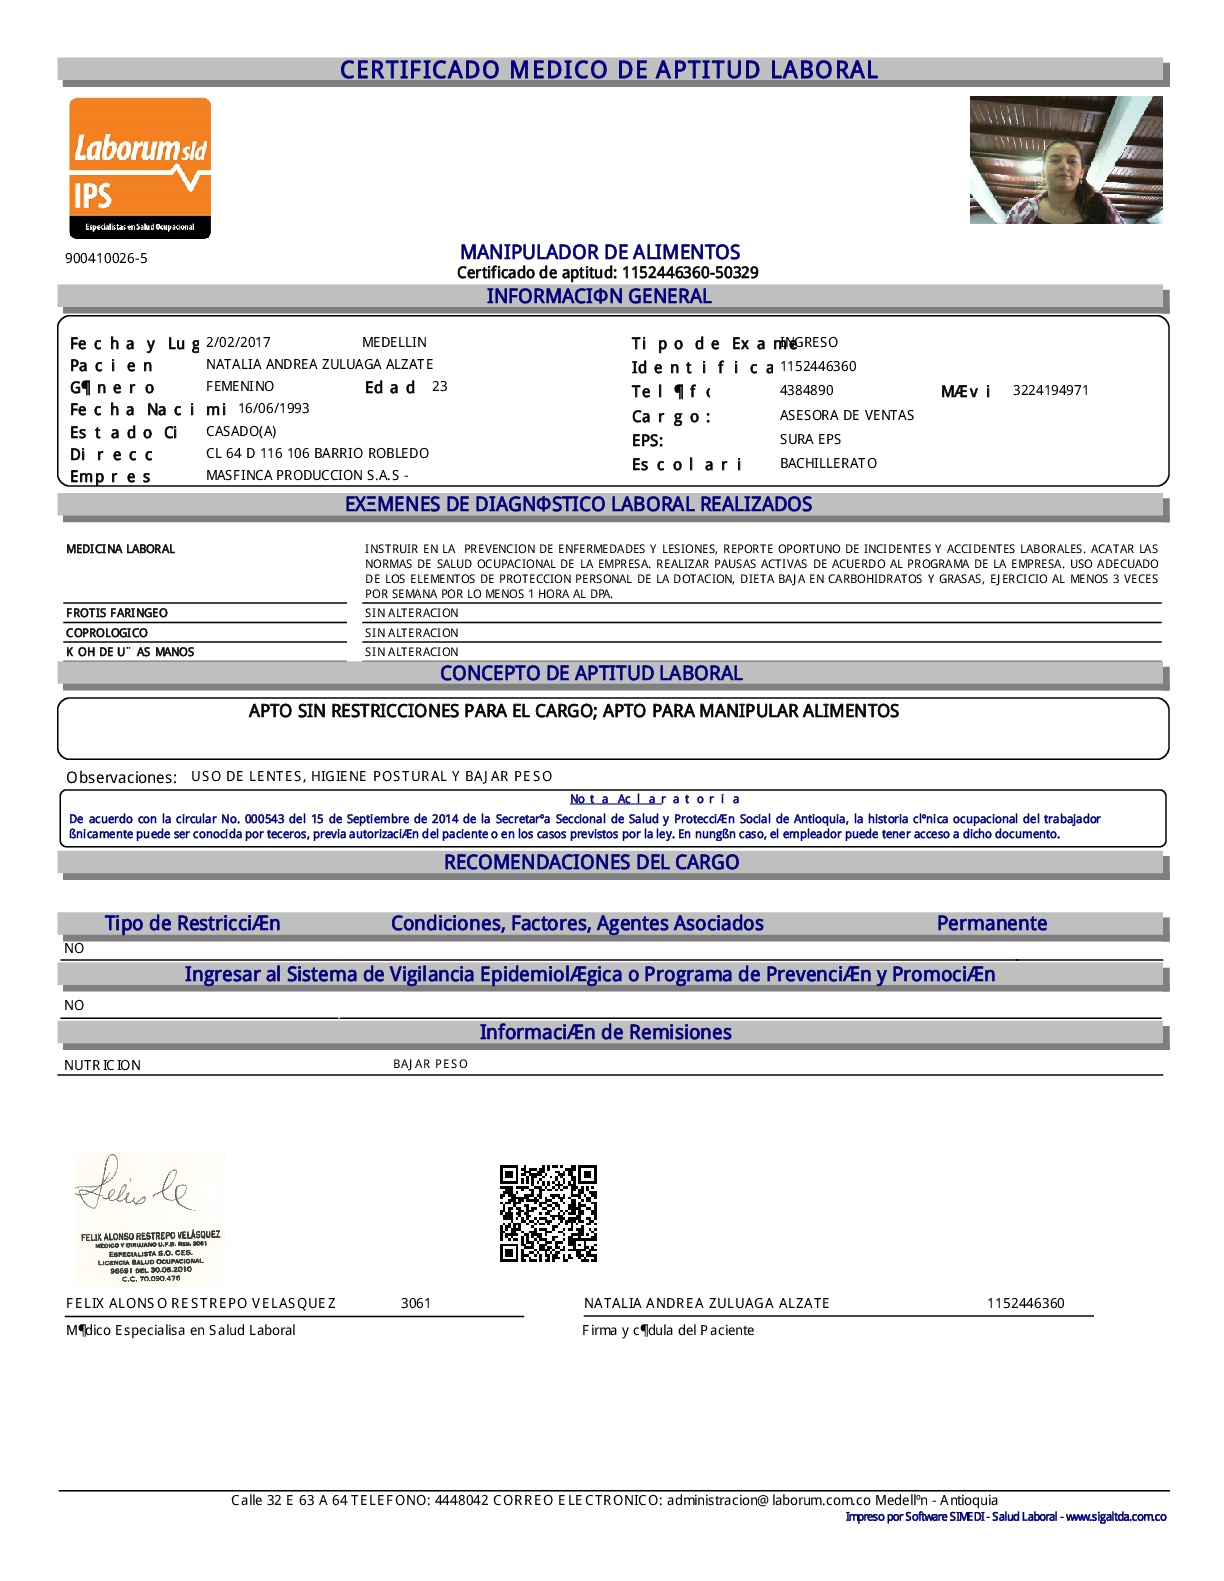 CERTIFICADO MEDICO DE APTITUD LABORAL
Laborum sld
IPS
Especialistas en Salud Ocupacional
900410026-5
MANIPULADOR DE ALIMENTOS
Certificado de aptitud: 1152446360-50329
INFORMACIΦN GENERAL
Fecha y Lug 2/02/2017 MEDELLIN Tipo de Exame INGRESO
Pacien NATALIA ANDREA ZULUAGA ALZATE Identifica 1152446360
G¶nero FEMENINO Edad 23 Tel¶fo 4384890 MÆvi 3224194971
Fecha Nacimi 16/06/1993 Cargo: ASESORA DE VENTAS
Estado Ci CASADO(A) EPS: SURA EPS
Direcc CL 64 D 116 106 BARRIO ROBLEDO Escolari BACHILLERATO
Empres MASFINCA PRODUCCION S.A.S -
EXΞMENES DE DIAGNΦSTICO LABORAL REALIZADOS
MEDICINA LABORAL INSTRUIR EN LA PREVENCION DE ENFERMEDADES Y LESIONES, REPORTE OPORTUNO DE INCIDENTES Y ACCIDENTES LABORALES. ACATAR LAS
NORMAS DE SALUD OCUPACIONAL DE LA EMPRESA. REALIZAR PAUSAS ACTIVAS DE ACUERDO AL PROGRAMA DE LA EMPRESA. USO ADECUADO
DE LOS ELEMENTOS DE PROTECCION PERSONAL DE LA DOTACION, DIETA BAJA EN CARBOHIDRATOS Y GRASAS, EJERCICIO AL MENOS 3 VECES
POR SEMANA POR LO MENOS 1 HORA AL DPA.
FROTIS FARINGEO SIN ALTERACION
COPROLOGICO SIN ALTERACION
KOH DE U¨AS MANOS SIN ALTERACION
CONCEPTO DE APTITUD LABORAL
APTO SIN RESTRICCIONES PARA EL CARGO; APTO PARA MANIPULAR ALIMENTOS
Observaciones: USO DE LENTES, HIGIENE POSTURAL Y BAJAR PESO
Nota Aclaratoria
De acuerdo con la circular No. 000543 del 15 de Septiembre de 2014 de la Secretarºa Seccional de Salud y ProtecciÆn Social de Antioquia, la historia clºnica ocupacional del trabajador
ßnicamente puede ser conocida por teceros, previa autorizaciÆn del paciente o en los casos previstos por la ley. En nungßn caso, el empleador puede tener acceso a dicho documento.
RECOMENDACIONES DEL CARGO
Tipo de RestricciÆn Condiciones, Factores, Agentes Asociados Permanente
NO
Ingresar al Sistema de Vigilancia EpidemiolÆgica o Programa de PrevenciÆn y PromociÆn
NO
InformaciÆn de Remisiones
NUTRICION BAJAR PESO
FELIX ALONSO RESTREPO VELÁSQUEZ
MEDICO Y CIRUJANO U.P.B. REG. 3061
ESPECIALISTA S.O. CES.
LICENCIA SALUD OCUPACIONAL
98691 DEL 30.06.2010
C.C. 70.090.476
FELIX ALONSO RESTREPO VELASQUEZ 3061 NATALIA ANDREA ZULUAGA ALZATE 1152446360
M¶dico Especialisa en Salud Laboral Firma y c¶dula del Paciente
Calle 32 E 63 A 64 TELEFONO: 4448042 CORREO ELECTRONICO: administracion@laborum.com.co Medellºn - Antioquia
Impreso por Software SIMEDI - Salud Laboral - www.sigaltda.com.co